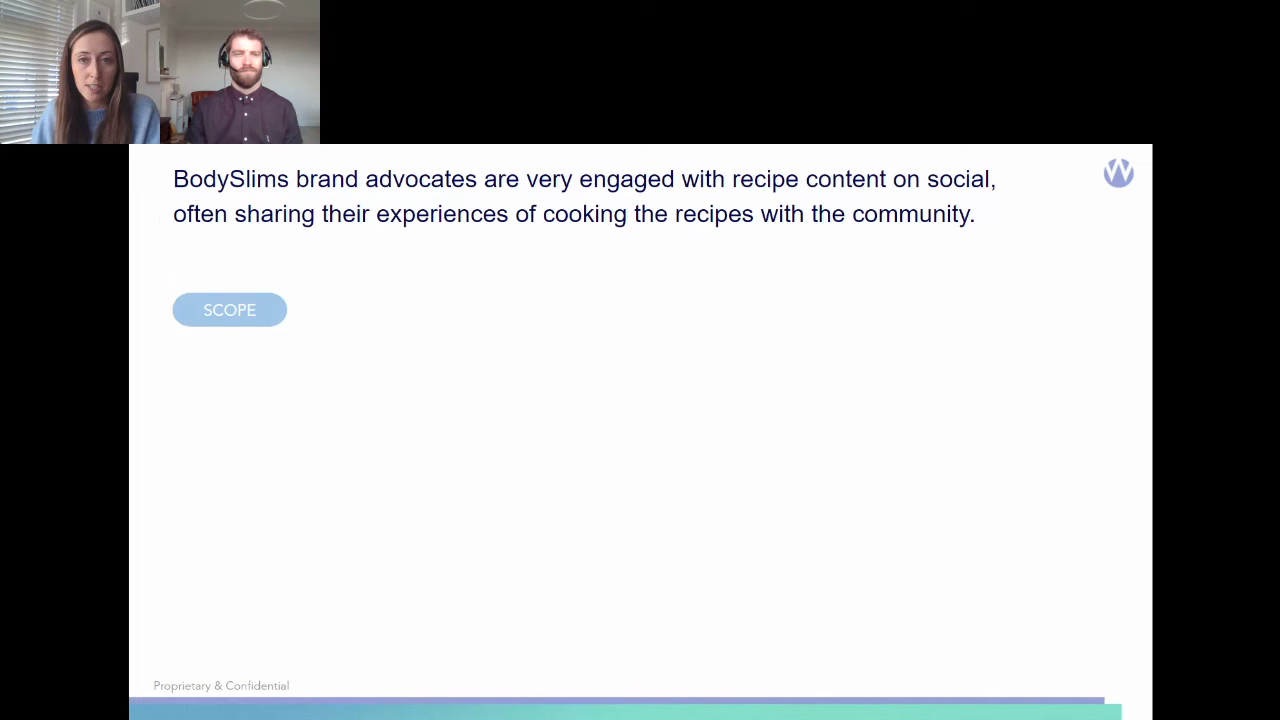 BodySlims brand advocates are very engaged with recipe content on social,
often sharing their experiences of cooking the recipes with the community.
SCOPE
Proprietary & Confidential